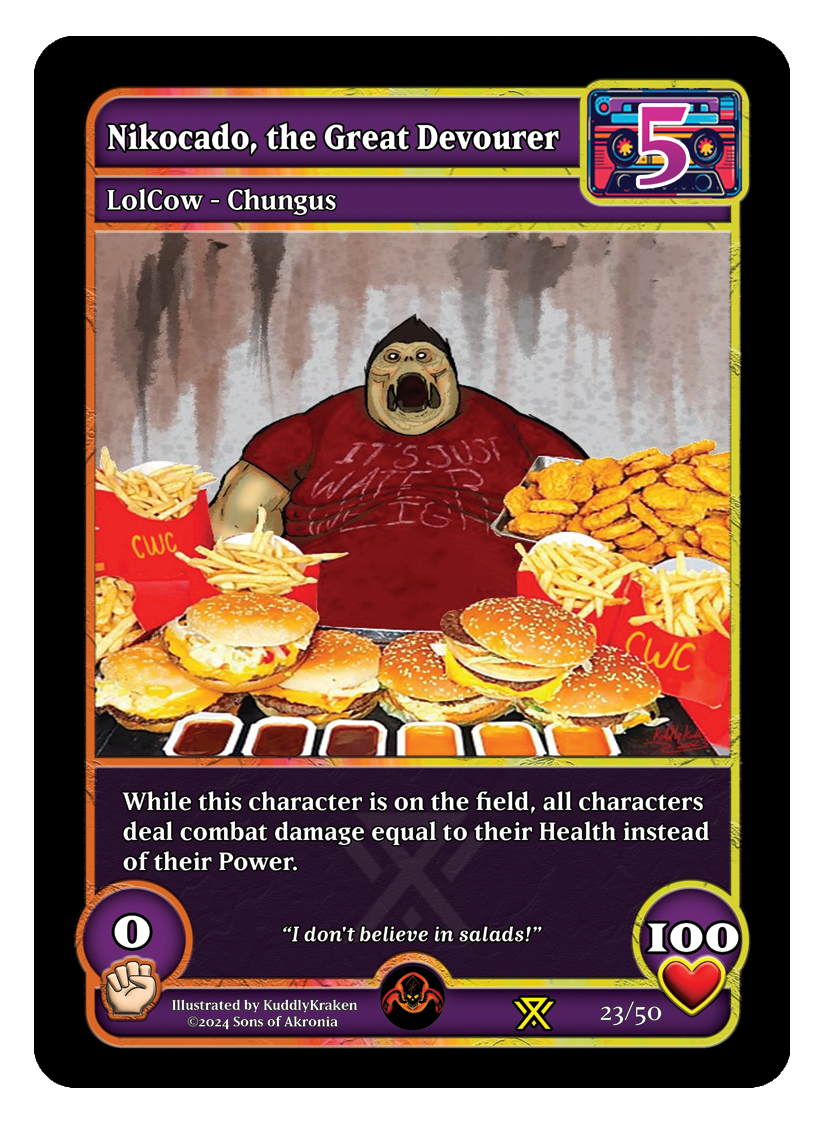 Nikocado, the Great Devourer
5
LolCow - Chungus
IT'S JUST
WATER
WEIGH
CWC
CWC
While this character is on the field, all characters
deal combat damage equal to their Health instead
of their Power.
0
"I don't believe in salads!"
100
Illustrated by KuddlyKraken
©2024 Sons of Akronia
23/50